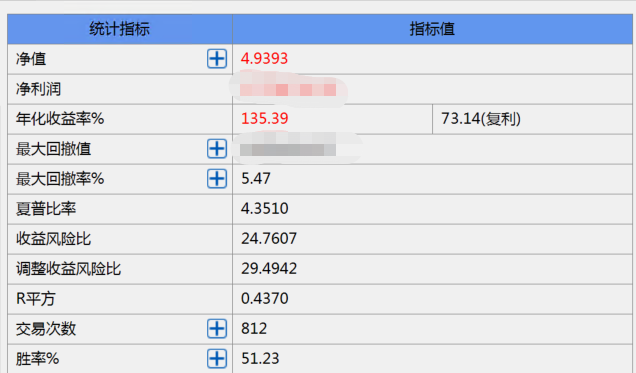 统计指标 指标值
净值 4.9393
净利润
年化收益率% 135.39 73.14(复利)
最大回撤值
最大回撤率% 5.47
夏普比率 4.3510
收益风险比 24.7607
调整收益风险比 29.4942
R平方 0.4370
交易次数 812
胜率% 51.23